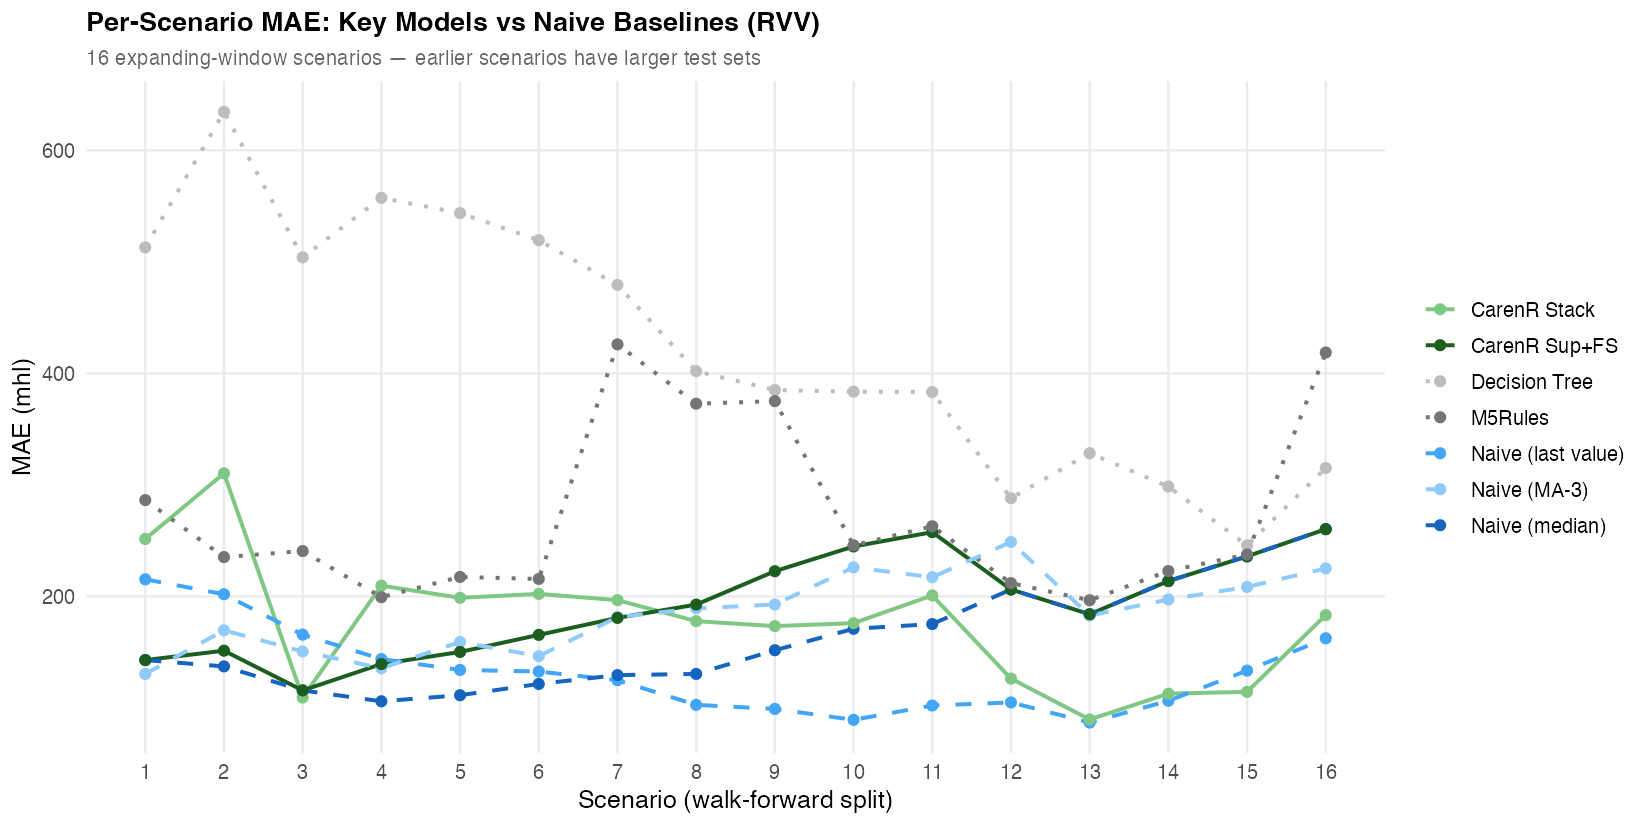 Per-Scenario MAE: Key Models vs Naive Baselines (RVV)
16 expanding-window scenarios — earlier scenarios have larger test sets
MAE (mhl)
600
400
200
1 2 3 4 5 6 7 8 9 10 11 12 13 14 15 16
Scenario (walk-forward split)
CarenR Stack
CarenR Sup+FS
Decision Tree
M5Rules
Naive (last value)
Naive (MA-3)
Naive (median)